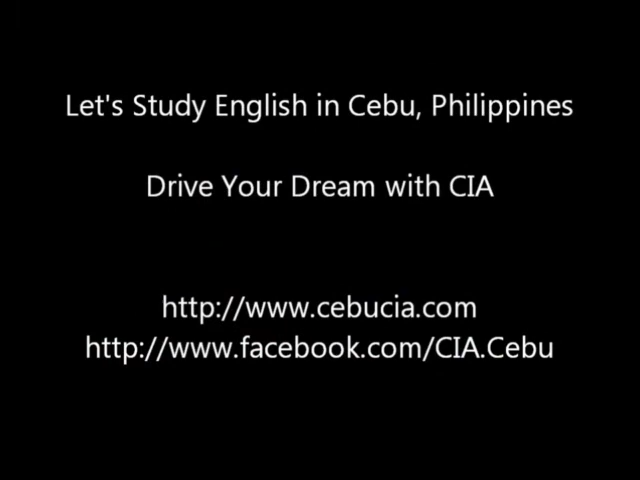 Let's Study English in Cebu, Philippines
Drive Your Dream with CIA
http://www.cebucia.com
http://www.facebook.com/CIA.Cebu